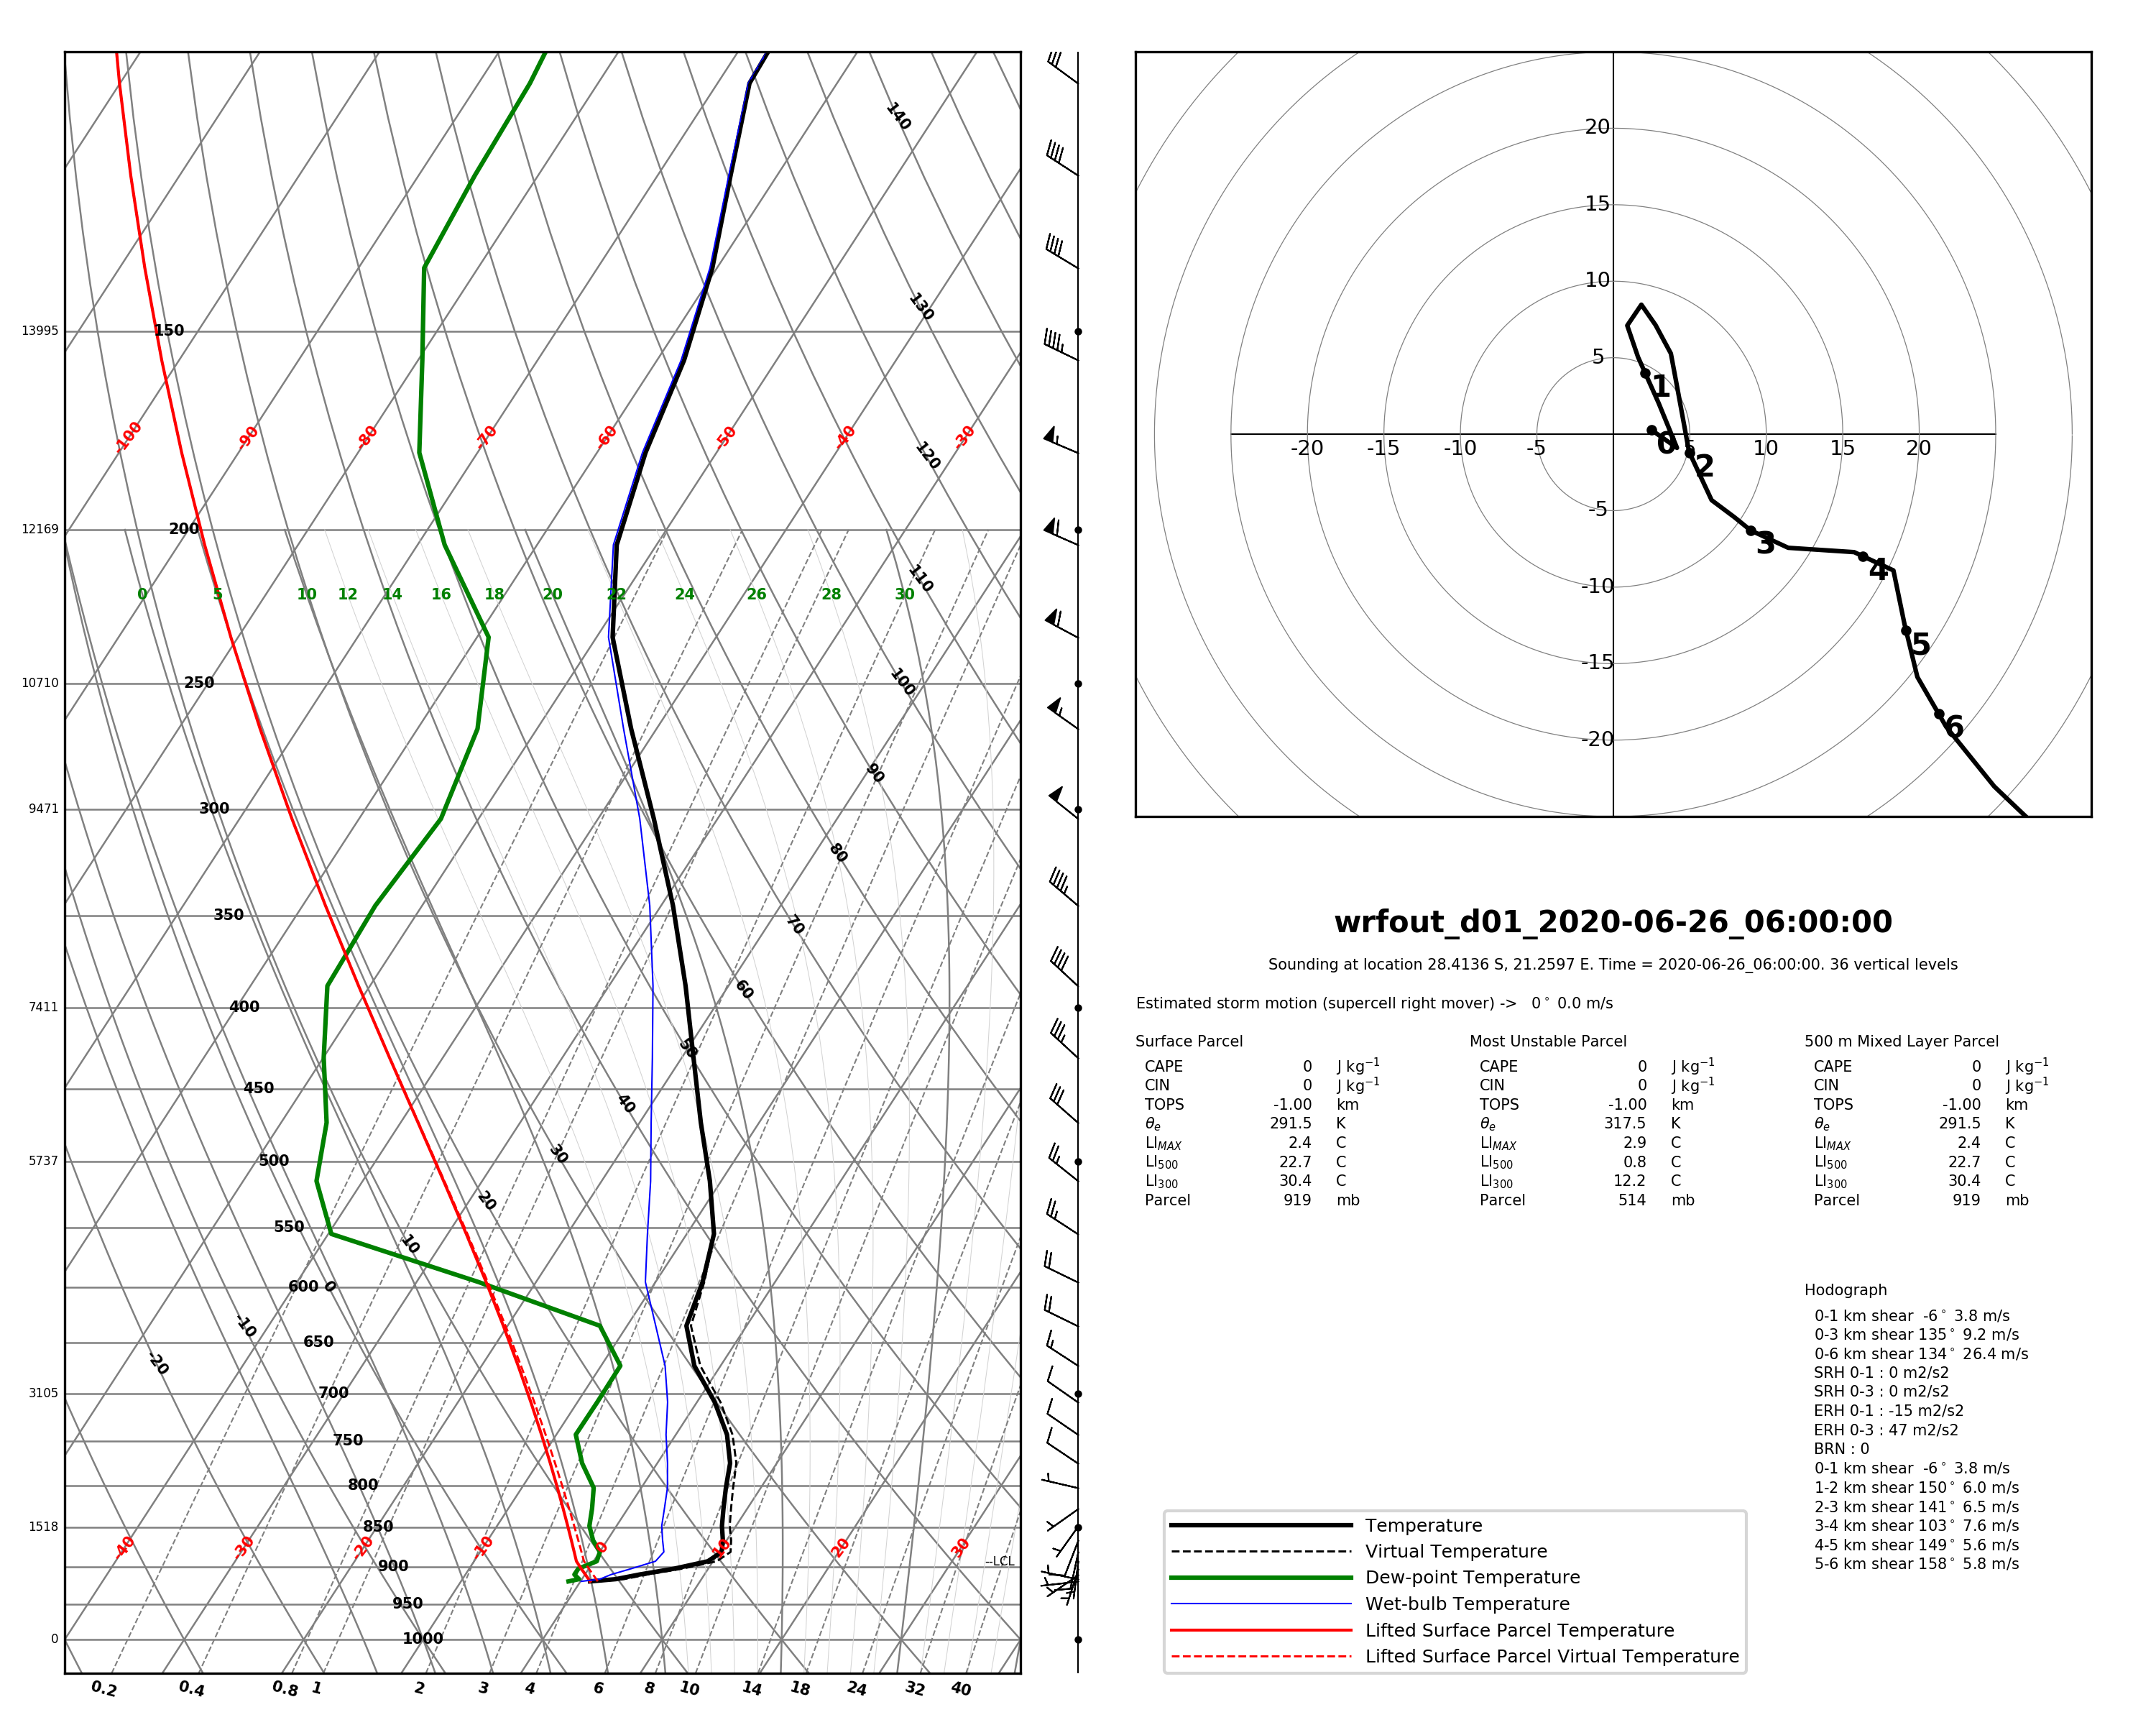 140
130
13995 150
-100 -90 -80 -70 -60 -50 -40 -30
120
12169 200
110
0 5 10 12 14 16 18 20 22 24 26 28 30
100
10710 250
90
9471 300
80
350
70
60
7411 400
50
450
40
5737 500
30
20
550
10
600 0
-10
650
-20
3105 700
750
800
1518 850
-40 -30 -20 -10 0 10 20 30
900 --LCL
950
0 1000
0.2 0.4 0.8 1 2 3 4 6 8 10 14 18 24 32 40
20
15
10
5
-20 -15 -10 -5 5 10 15 20
-5
-10
-15
-20
0
1
2
3
4
5
6
wrfout_d01_2020-06-26_06:00:00
Sounding at location 28.4136 S, 21.2597 E. Time = 2020-06-26_06:00:00. 36 vertical levels
Estimated storm motion (supercell right mover) -> 0° 0.0 m/s
Surface Parcel
CAPE 0 J kg⁻¹
CIN 0 J kg⁻¹
TOPS -1.00 km
θe 291.5 K
LIMAX 2.4 C
LI500 22.7 C
LI300 30.4 C
Parcel 919 mb
Most Unstable Parcel
CAPE 0 J kg⁻¹
CIN 0 J kg⁻¹
TOPS -1.00 km
θe 317.5 K
LIMAX 2.9 C
LI500 0.8 C
LI300 12.2 C
Parcel 514 mb
500 m Mixed Layer Parcel
CAPE 0 J kg⁻¹
CIN 0 J kg⁻¹
TOPS -1.00 km
θe 291.5 K
LIMAX 2.4 C
LI500 22.7 C
LI300 30.4 C
Parcel 919 mb
Hodograph
0-1 km shear -6° 3.8 m/s
0-3 km shear 135° 9.2 m/s
0-6 km shear 134° 26.4 m/s
SRH 0-1 : 0 m2/s2
SRH 0-3 : 0 m2/s2
ERH 0-1 : -15 m2/s2
ERH 0-3 : 47 m2/s2
BRN : 0
0-1 km shear -6° 3.8 m/s
1-2 km shear 150° 6.0 m/s
2-3 km shear 141° 6.5 m/s
3-4 km shear 103° 7.6 m/s
4-5 km shear 149° 5.6 m/s
5-6 km shear 158° 5.8 m/s
Temperature
Virtual Temperature
Dew-point Temperature
Wet-bulb Temperature
Lifted Surface Parcel Temperature
Lifted Surface Parcel Virtual Temperature